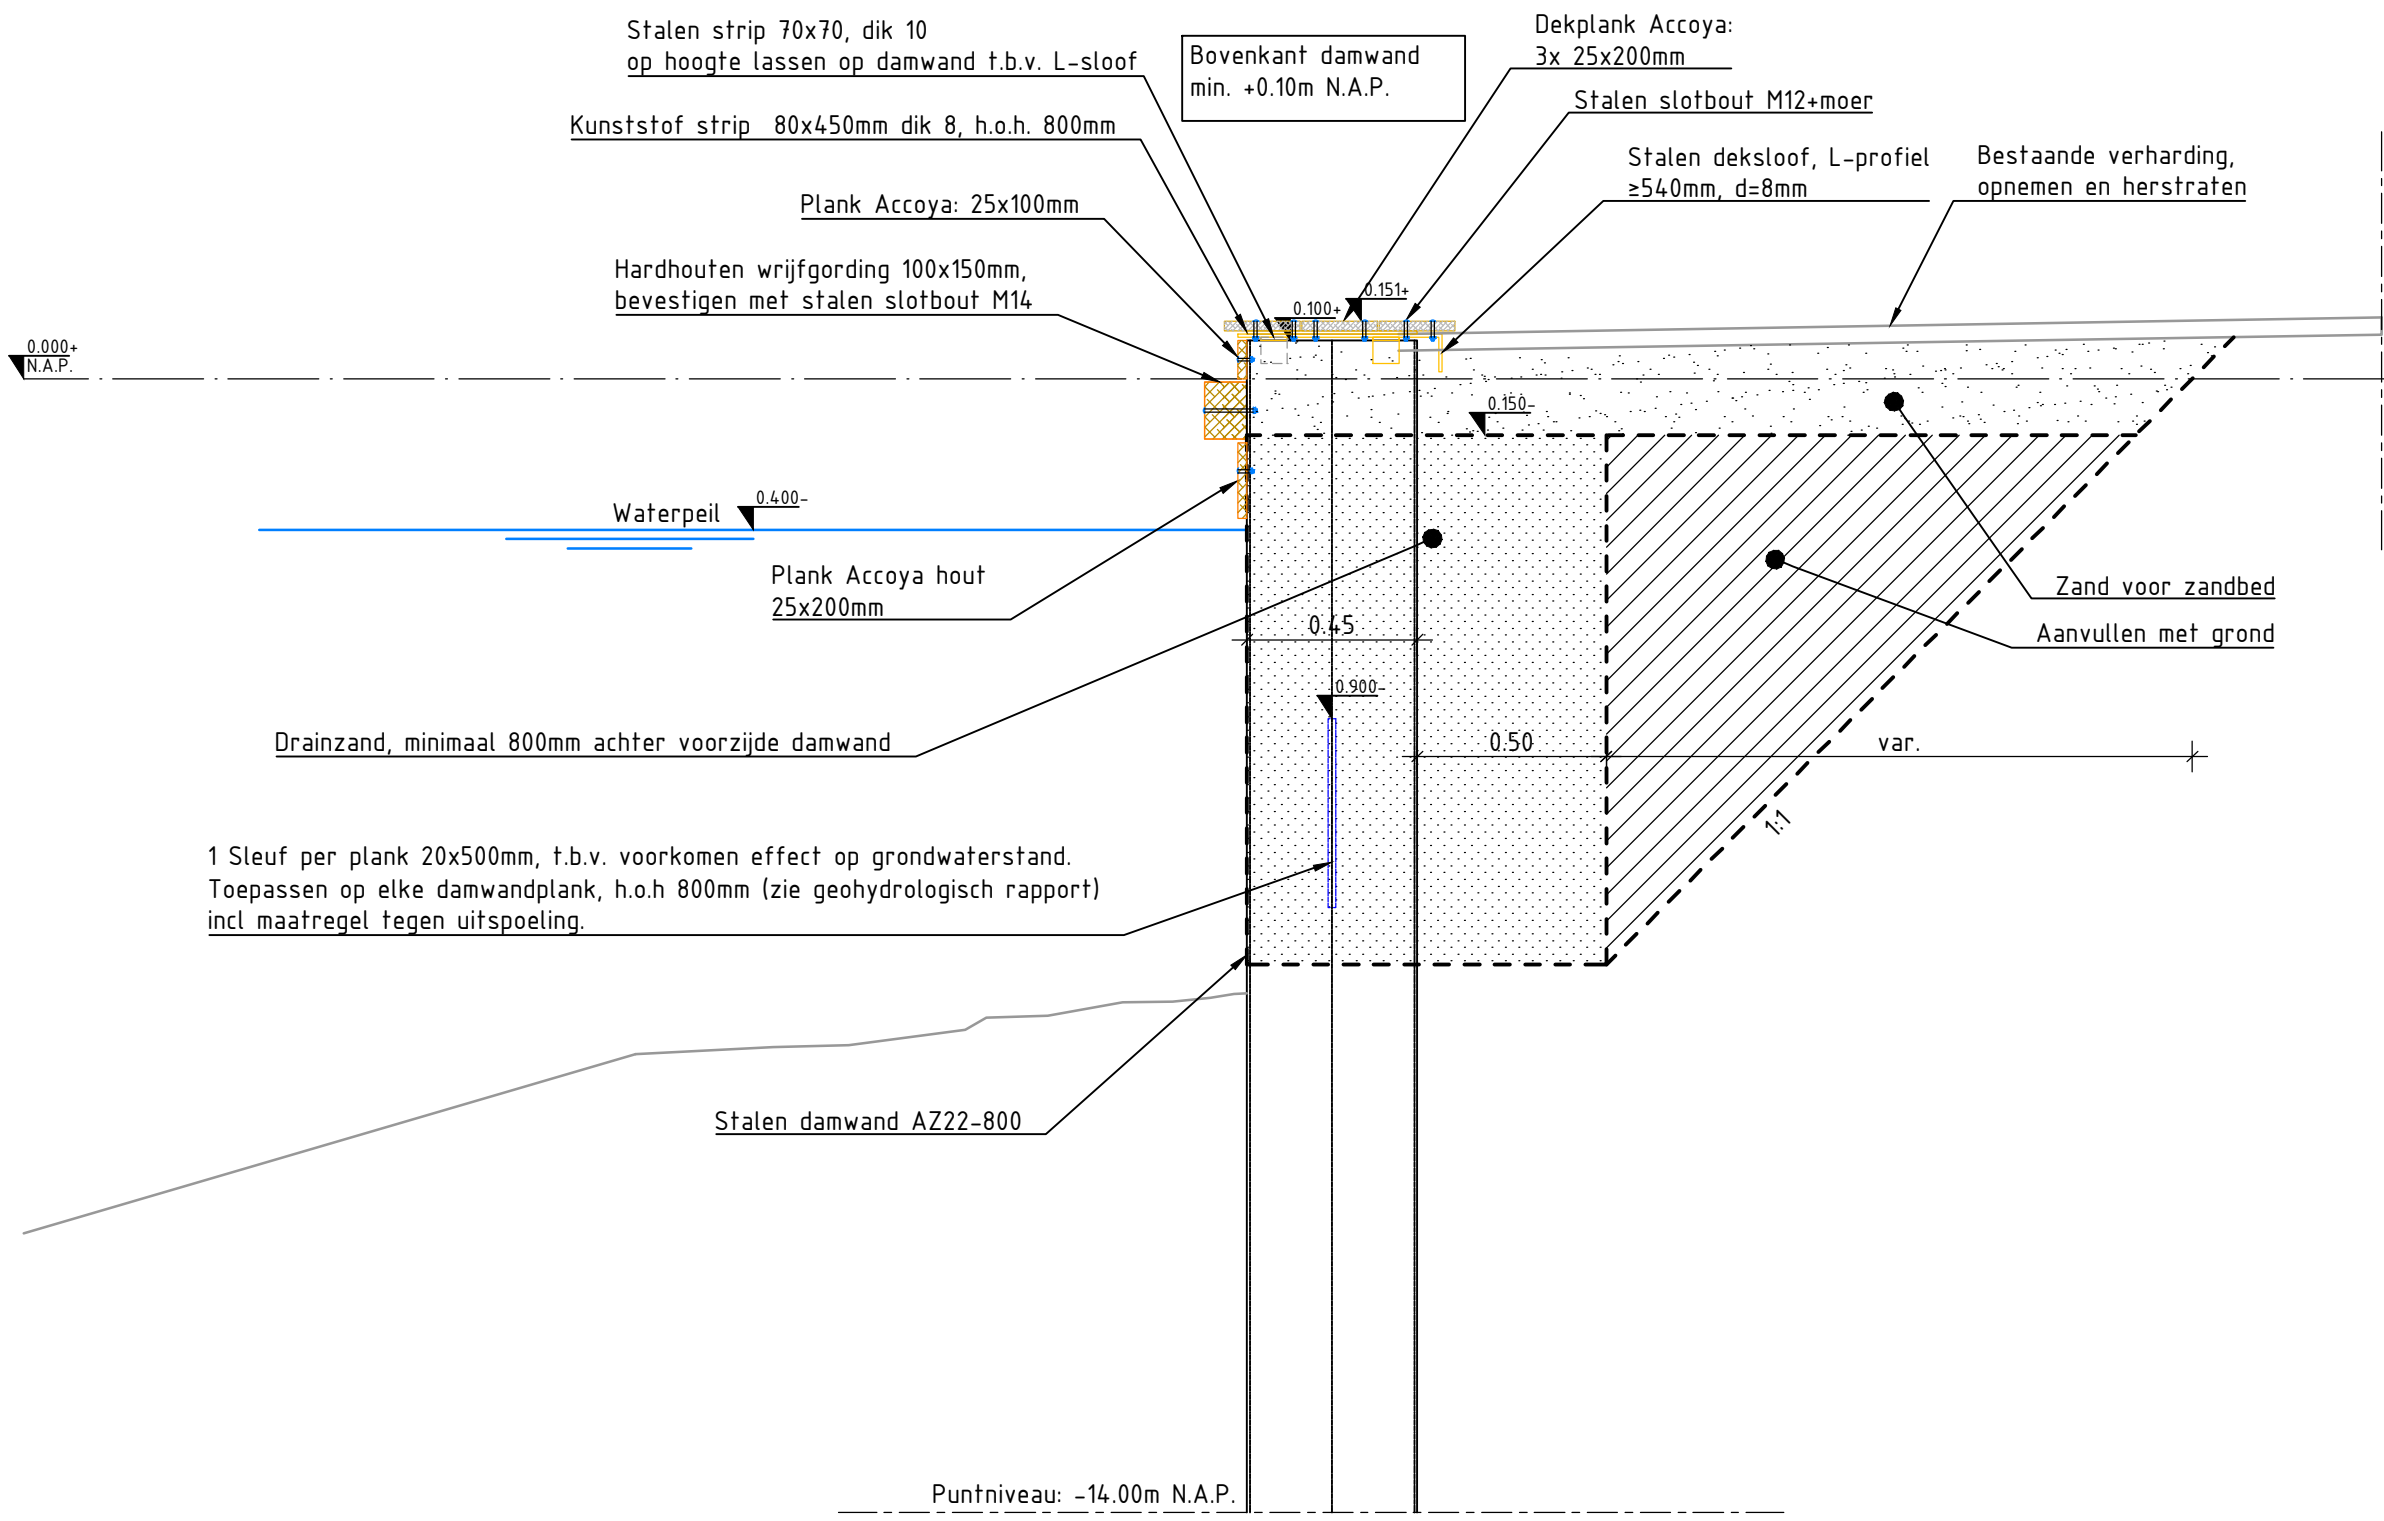 Stalen strip 70x70, dik 10
op hoogte lassen op damwand t.b.v. L-sloof
Kunststof strip 80x450mm dik 8, h.o.h. 800mm
Plank Accoya: 25x100mm
Hardhouten wrijfgording 100x150mm,
bevestigen met stalen slotbout M14
Bovenkant damwand
min. +0.10m N.A.P.
Dekplank Accoya:
3x 25x200mm
Stalen slotbout M12+moer
Stalen deksloof, L-profiel
≥540mm, d=8mm
Bestaande verharding,
opnemen en herstraten
0.151+
0.100+
0.000+
N.A.P.
0.150-
Waterpeil
0.400-
Plank Accoya hout
25x200mm
Zand voor zandbed
Aanvullen met grond
0.45
0.900-
Drainzand, minimaal 800mm achter voorzijde damwand
0.50
var.
1:1
1 Sleuf per plank 20x500mm, t.b.v. voorkomen effect op grondwaterstand.
Toepassen op elke damwandplank, h.o.h 800mm (zie geohydrologisch rapport)
incl maatregel tegen uitspoeling.
Stalen damwand AZ22-800
Puntniveau: -14.00m N.A.P.